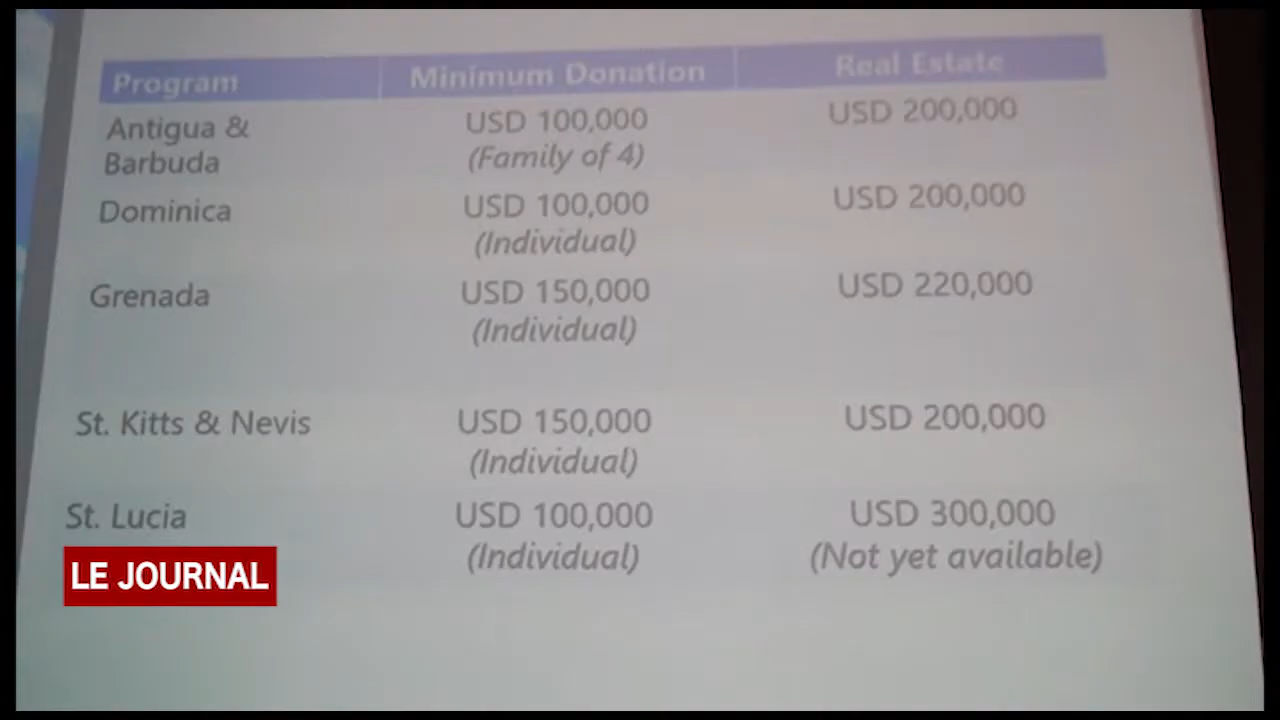 Program Minimum Donation Real Estate
Antigua & Barbuda USD 100,000 (Family of 4) USD 200,000
Dominica USD 100,000 (Individual) USD 200,000
Grenada USD 150,000 (Individual) USD 220,000
St. Kitts & Nevis USD 150,000 (Individual) USD 200,000
St. Lucia USD 100,000 (Individual) USD 300,000 (Not yet available)
LE JOURNAL